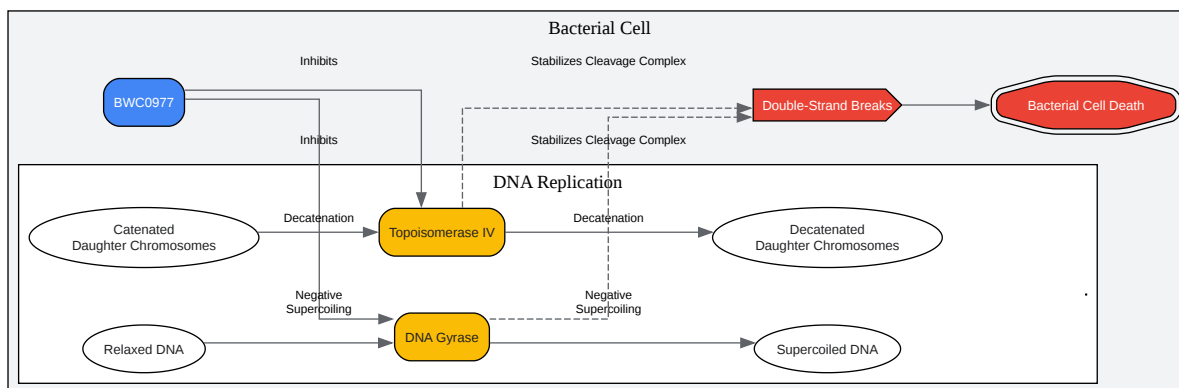 Bacterial Cell
Inhibits
Stabilizes Cleavage Complex
BWC0977
Double-Strand Breaks
Bacterial Cell Death
Inhibits
Stabilizes Cleavage Complex
DNA Replication
Catenated
Daughter Chromosomes
Decatenation
Topoisomerase IV
Decatenation
Decatenated
Daughter Chromosomes
Negative
Supercoiling
Negative
Supercoiling
Relaxed DNA
DNA Gyrase
Supercoiled DNA
.